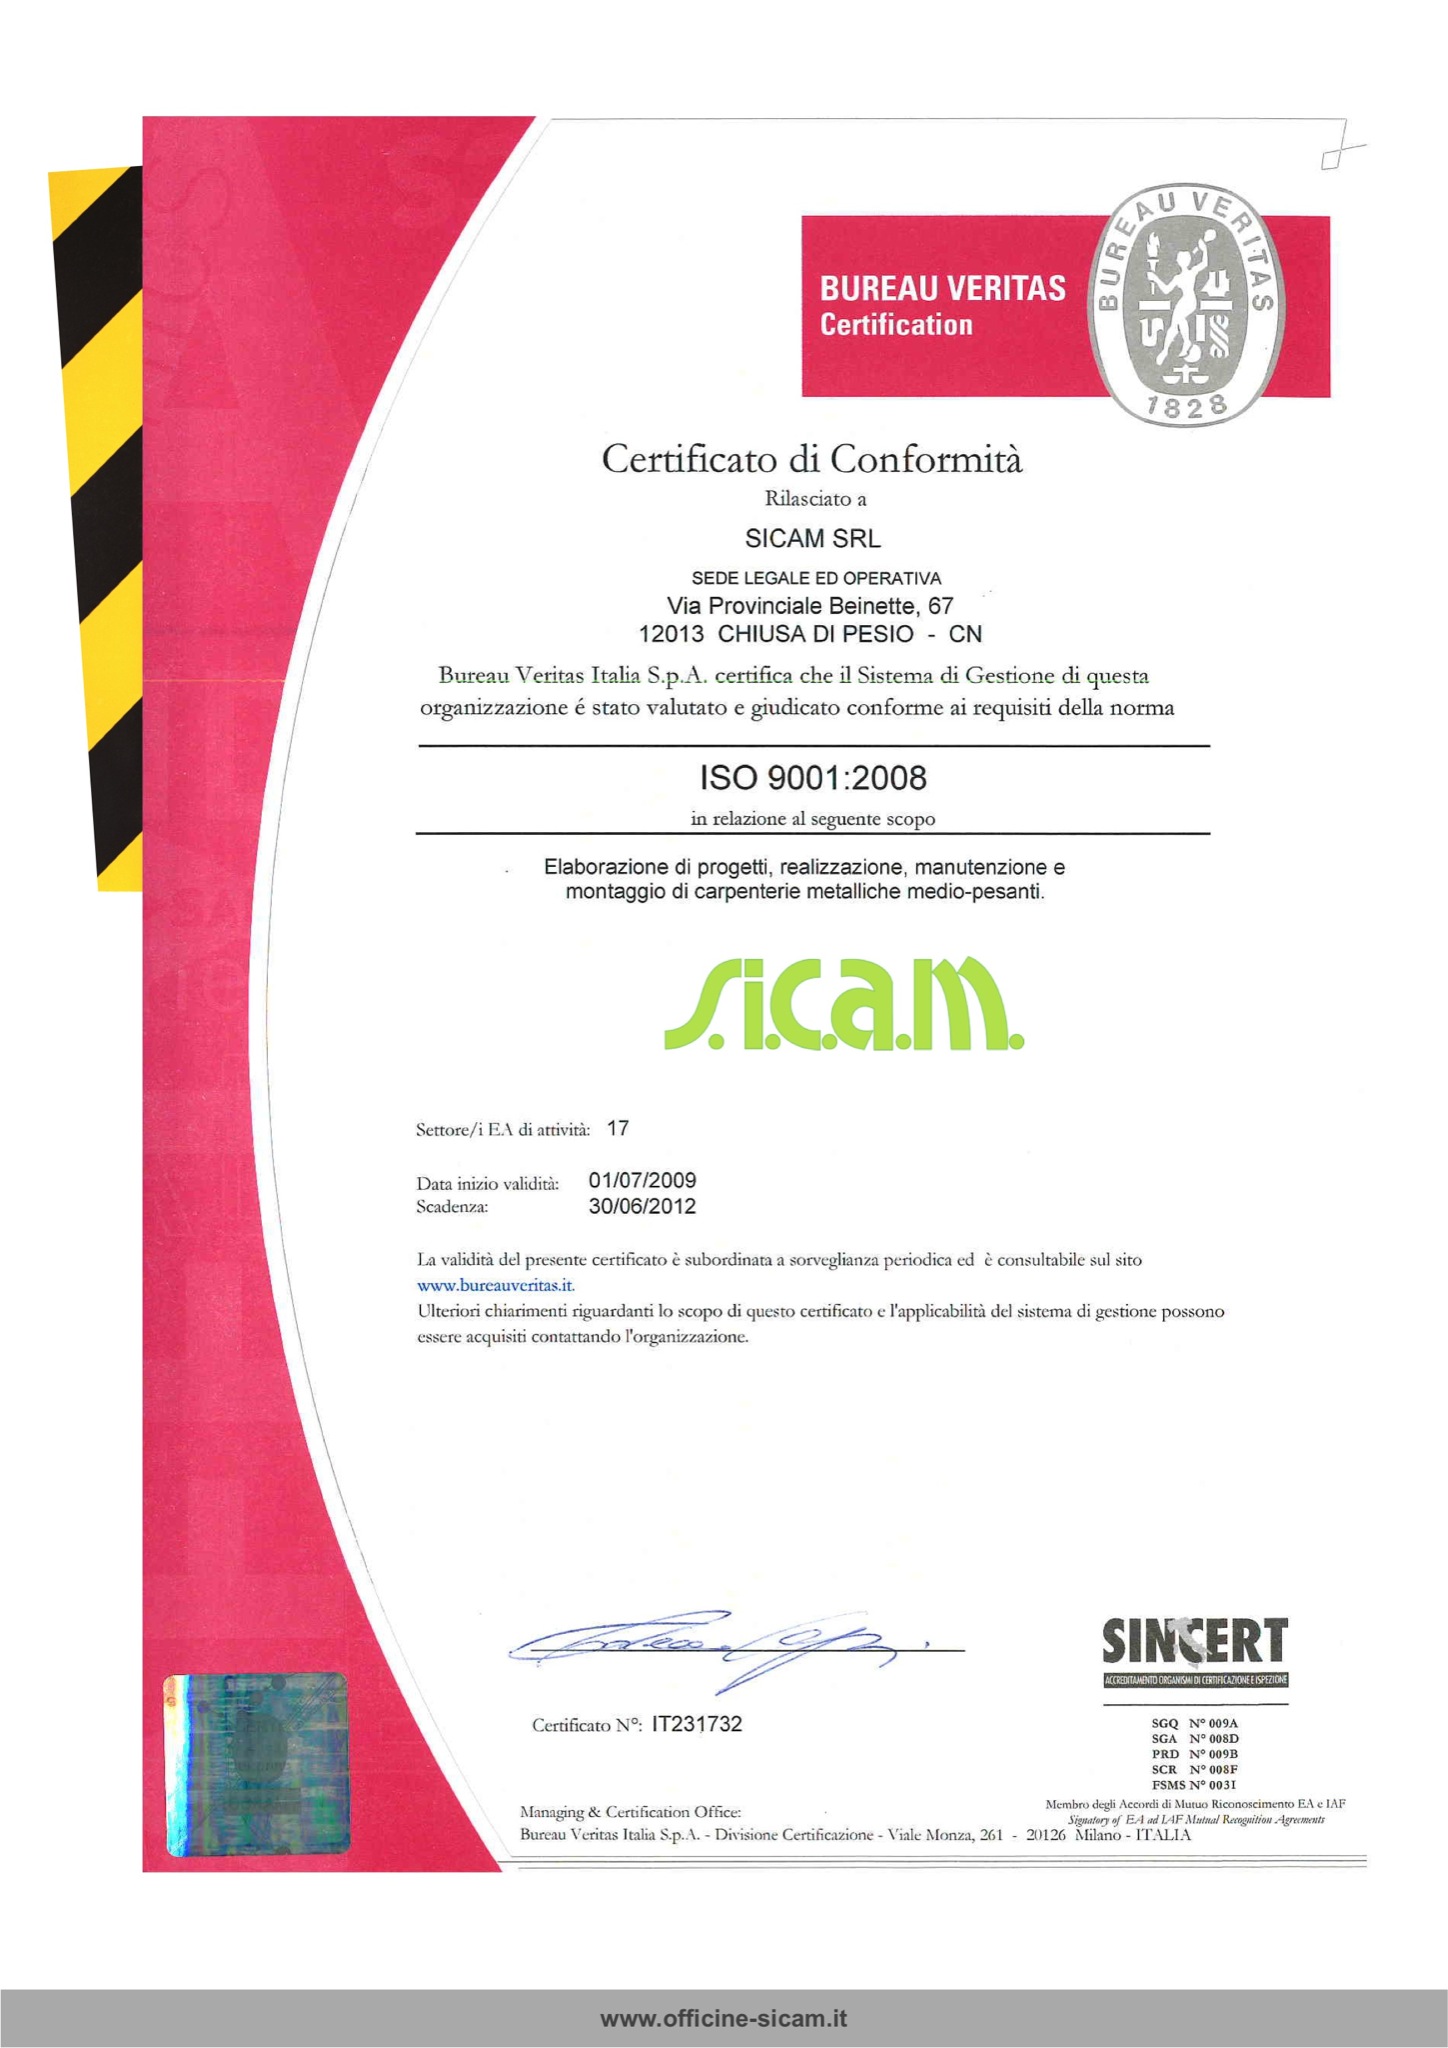 BUREAU VERITAS
Certification
BUREAU VERITAS
1828
Certificato di Conformità
Rilasciato a
SICAM SRL
SEDE LEGALE ED OPERATIVA
Via Provinciale Beinette, 67
12013 CHIUSA DI PESIO - CN
Bureau Veritas Italia S.p.A. certifica che il Sistema di Gestione di questa
organizzazione é stato valutato e giudicato conforme ai requisiti della norma
ISO 9001:2008
in relazione al seguente scopo
Elaborazione di progetti, realizzazione, manutenzione e
montaggio di carpenterie metalliche medio-pesanti.
s.i.c.a.m.
Settore/i EA di attività: 17
Data inizio validità: 01/07/2009
Scadenza: 30/06/2012
La validità del presente certificato è subordinata a sorveglianza periodica ed è consultabile sul sito
www.bureauveritas.it.
Ulteriori chiarimenti riguardanti lo scopo di questo certificato e l'applicabilità del sistema di gestione possono
essere acquisiti contattando l'organizzazione.
SINCERT
ACCREDITAMENTO ORGANISMI DI CERTIFICAZIONE E ISPEZIONE
Certificato N°: IT231732
SGQ N° 009A
SGA N° 008D
PRD N° 009B
SCR N° 008F
FSMS N° 003I
Membro degli Accordi di Mutuo Riconoscimento EA e IAF
Signatory of EA ad IAF Mutual Recognition Agreements
Managing & Certification Office:
Bureau Veritas Italia S.p.A. - Divisione Certificazione - Viale Monza, 261 - 20126 Milano - ITALIA
www.officine-sicam.it